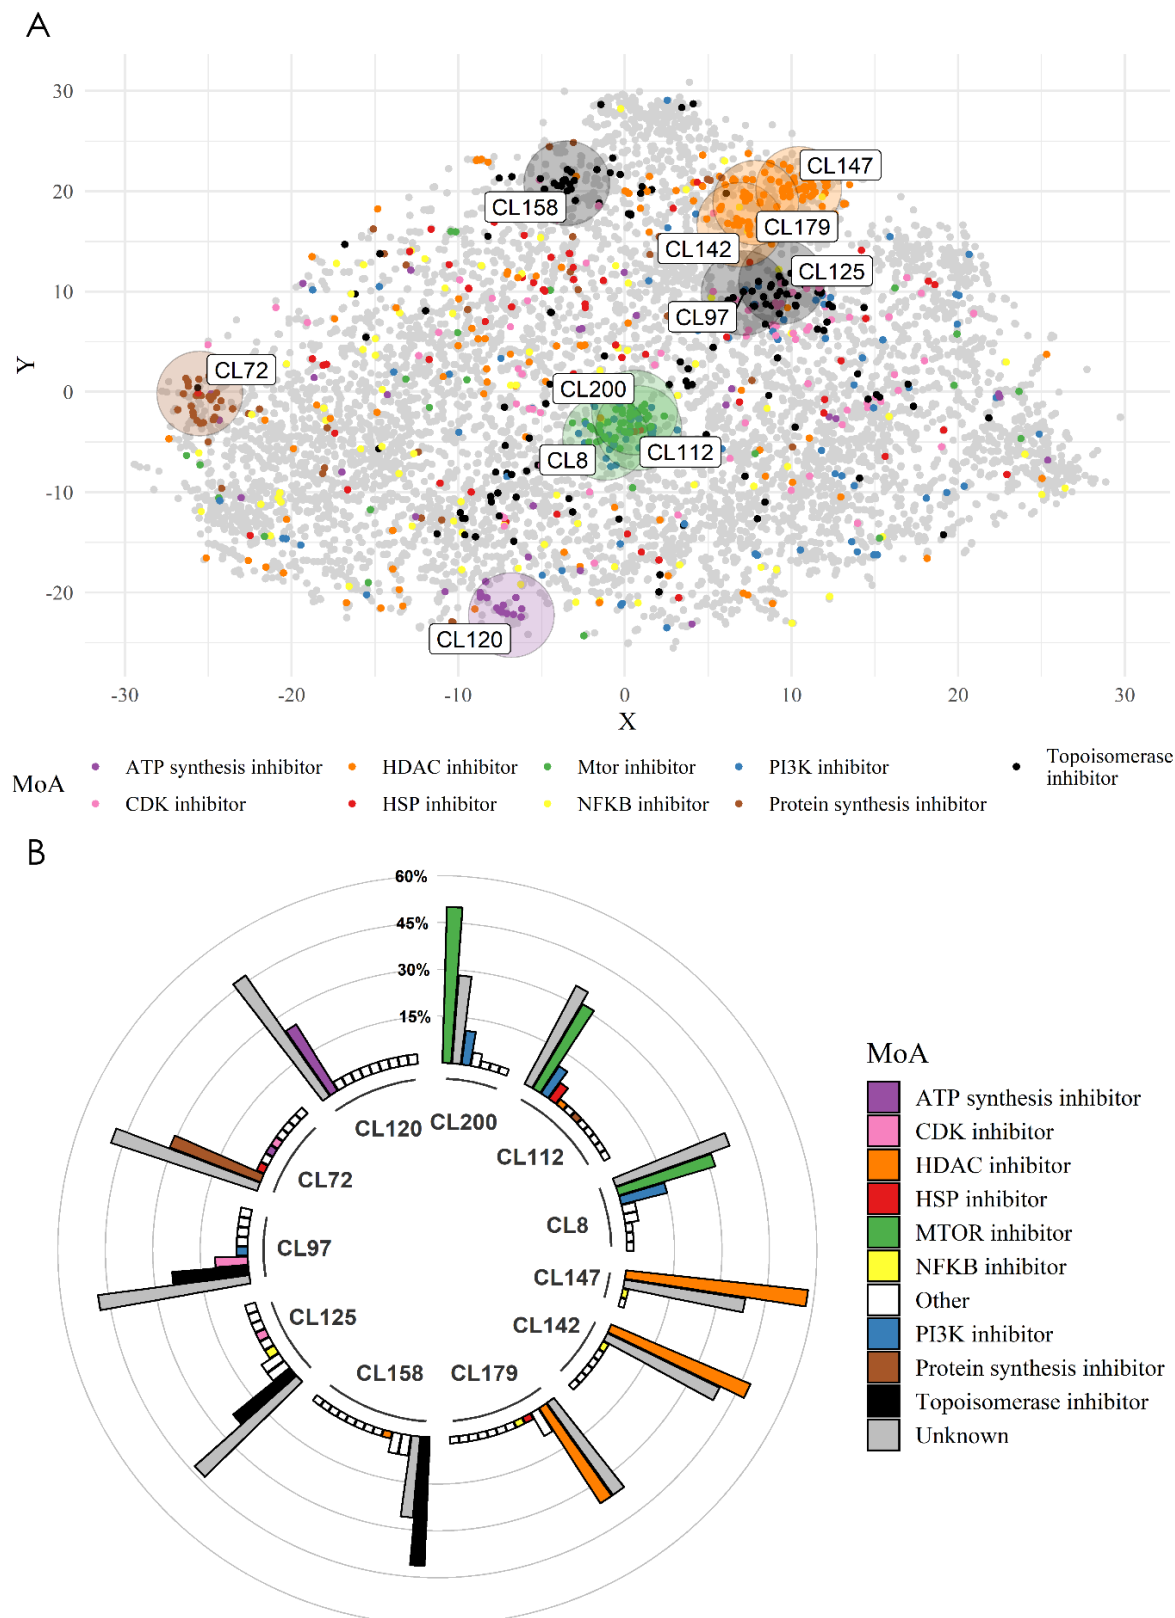 A
30
20
10
0
-10
-20
Y
CL147
CL158
CL179
CL142
CL125
CL97
CL72
CL200
CL8
CL112
CL120
-30
-20
-10
0
10
20
30
X
MoA
ATP synthesis inhibitor
HDAC inhibitor
Mtor inhibitor
PI3K inhibitor
Topoisomerase
inhibitor
CDK inhibitor
HSP inhibitor
NFKB inhibitor
Protein synthesis inhibitor
B
60%
45%
30%
15%
CL120
CL200
CL112
CL72
CL8
CL97
CL147
CL125
CL142
CL158
CL179
MoA
ATP synthesis inhibitor
CDK inhibitor
HDAC inhibitor
HSP inhibitor
MTOR inhibitor
NFKB inhibitor
Other
PI3K inhibitor
Protein synthesis inhibitor
Topoisomerase inhibitor
Unknown